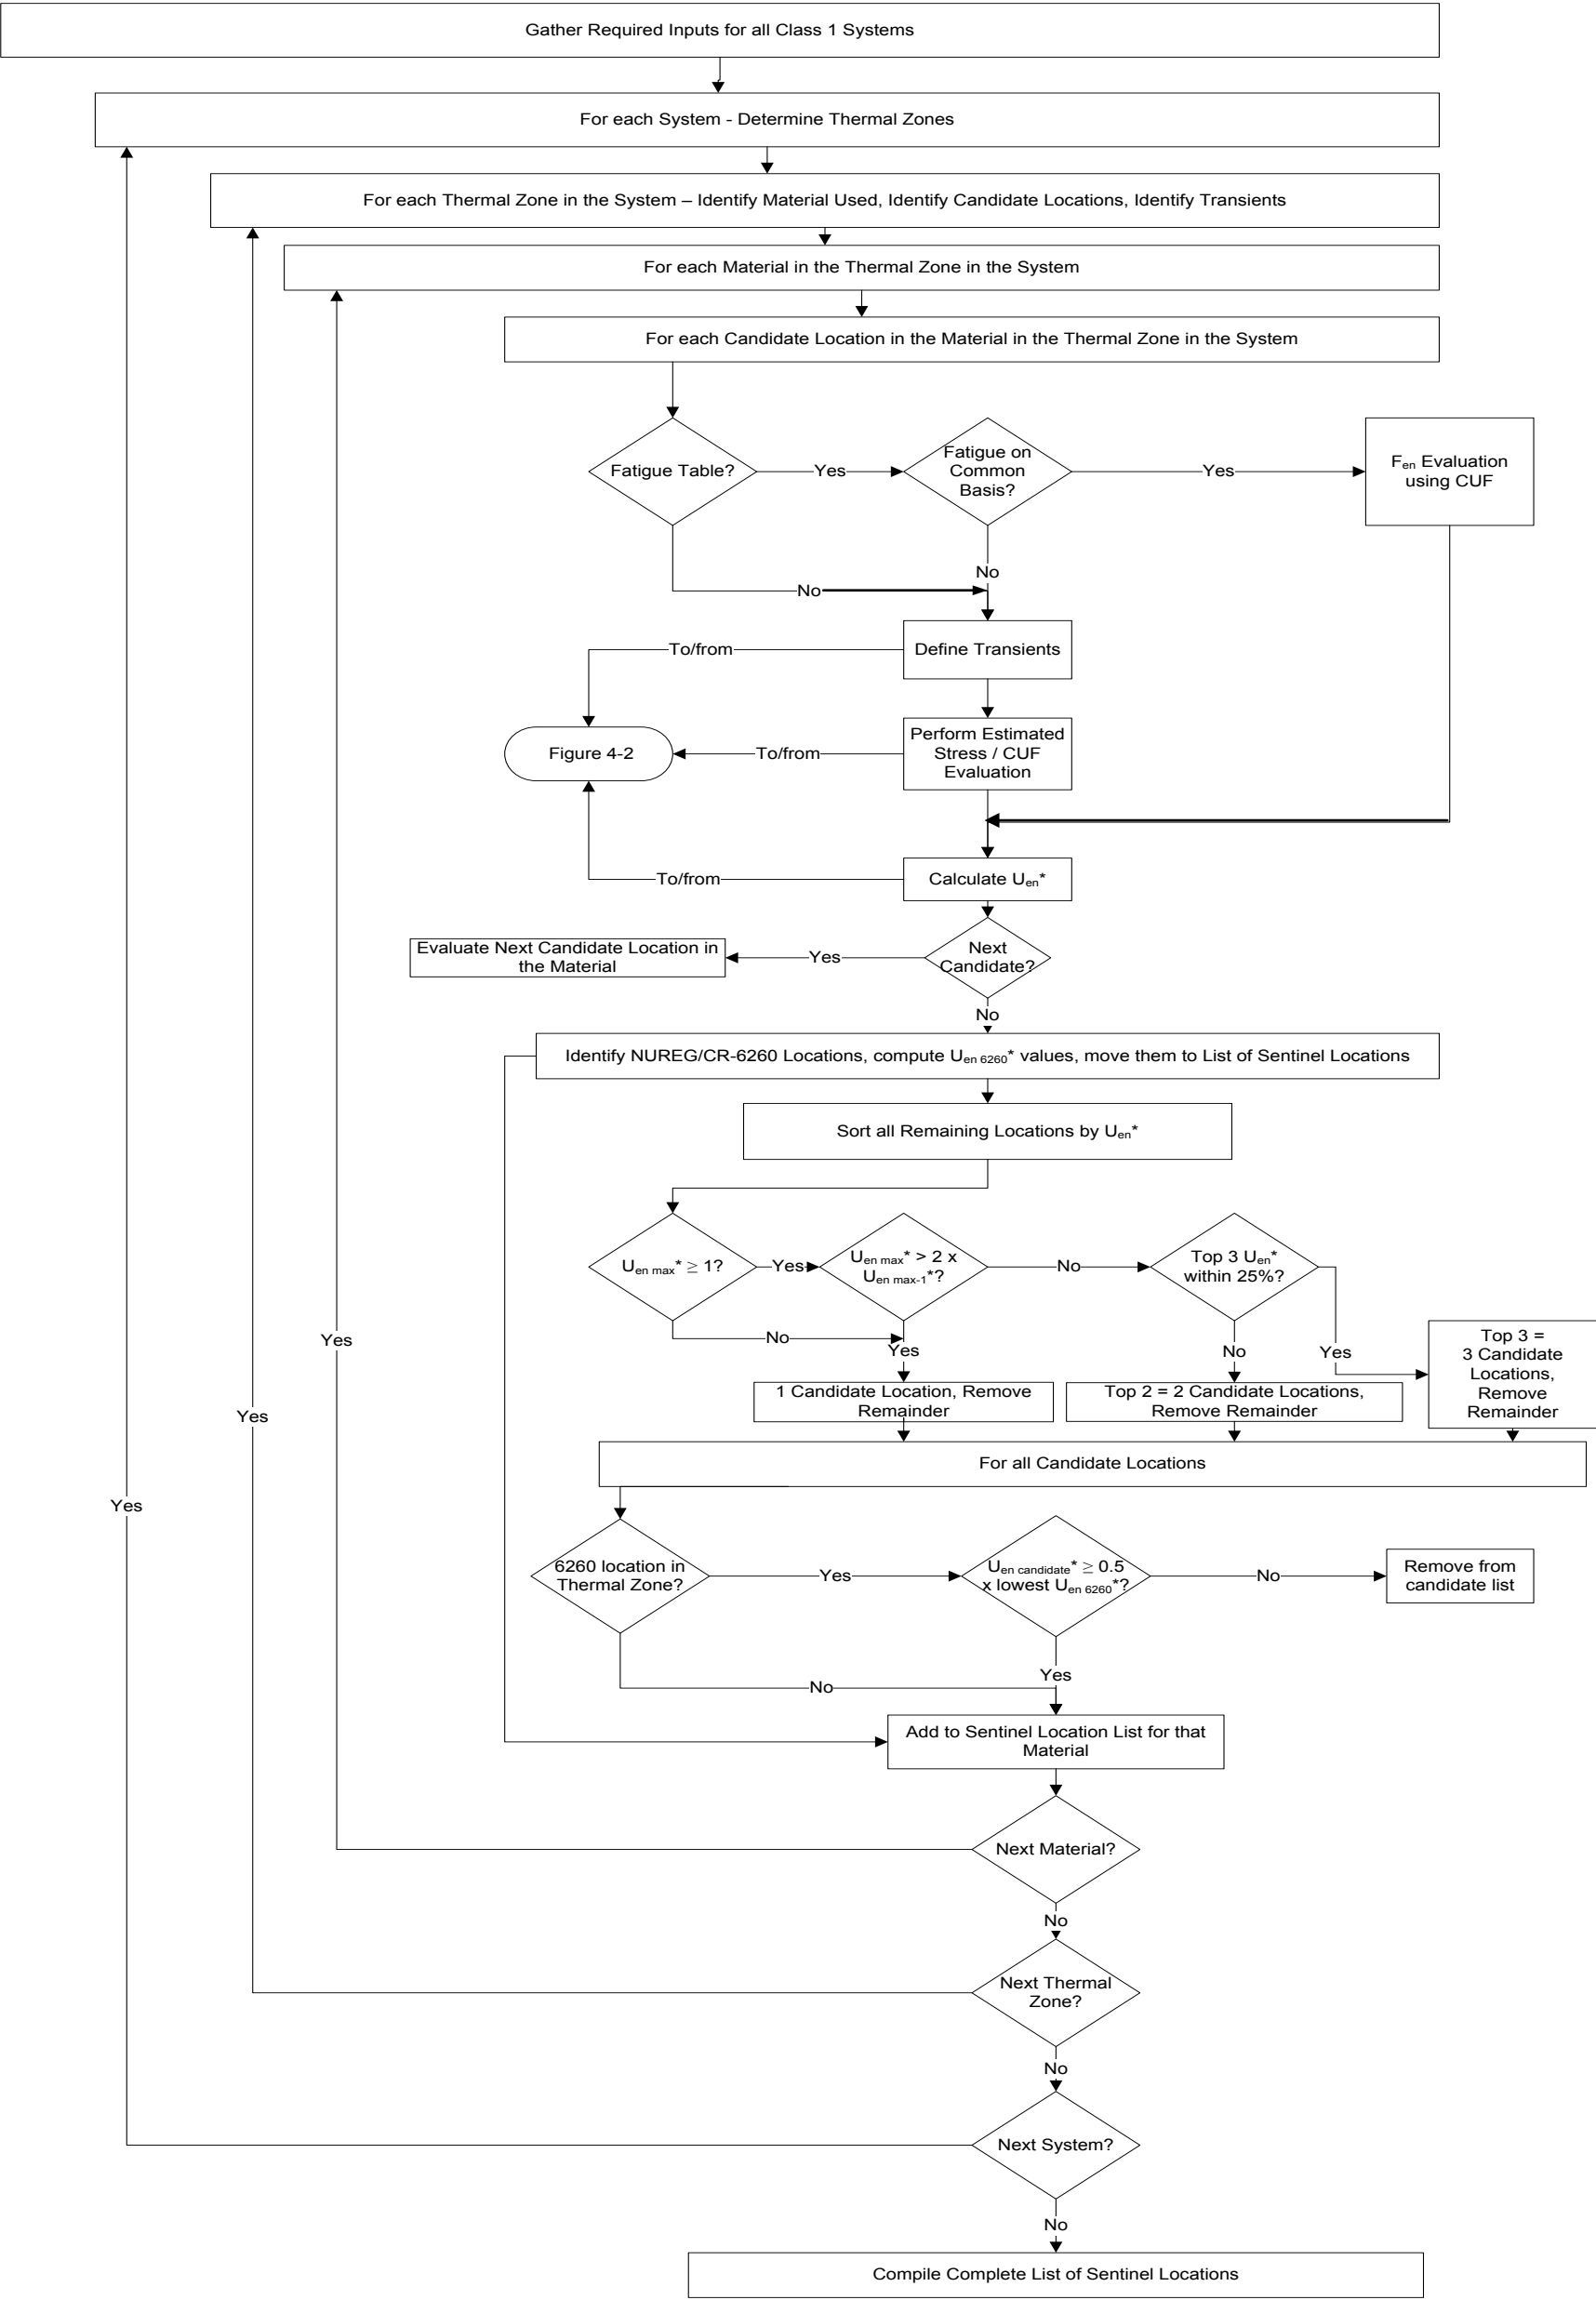 Gather Required Inputs for all Class 1 Systems
For each System - Determine Thermal Zones
For each Thermal Zone in the System – Identify Material Used, Identify Candidate Locations, Identify Transients
For each Material in the Thermal Zone in the System
For each Candidate Location in the Material in the Thermal Zone in the System
Fatigue Table?
Yes
Fatigue on
Common
Basis?
Yes
Fen Evaluation
using CUF
No
No
Define Transients
To/from
Figure 4-2
To/from
Perform Estimated
Stress / CUF
Evaluation
To/from
Calculate Uen*
Next
Candidate?
Yes
Evaluate Next Candidate Location in
the Material
No
Identify NUREG/CR-6260 Locations, compute Uen 6260* values, move them to List of Sentinel Locations
Sort all Remaining Locations by Uen*
Uen max* ≥ 1?
Yes
Uen max* > 2 x
Uen max-1*?
No
Top 3 Uen*
within 25%?
No
Yes
No
Yes
1 Candidate Location, Remove
Remainder
Top 2 = 2 Candidate Locations,
Remove Remainder
Top 3 =
3 Candidate
Locations,
Remove
Remainder
For all Candidate Locations
6260 location in
Thermal Zone?
Yes
Uen candidate* ≥ 0.5
x lowest Uen 6260*?
No
Remove from
candidate list
Yes
No
Add to Sentinel Location List for that
Material
Next Material?
Yes
No
Next Thermal
Zone?
Yes
No
Next System?
Yes
No
Compile Complete List of Sentinel Locations